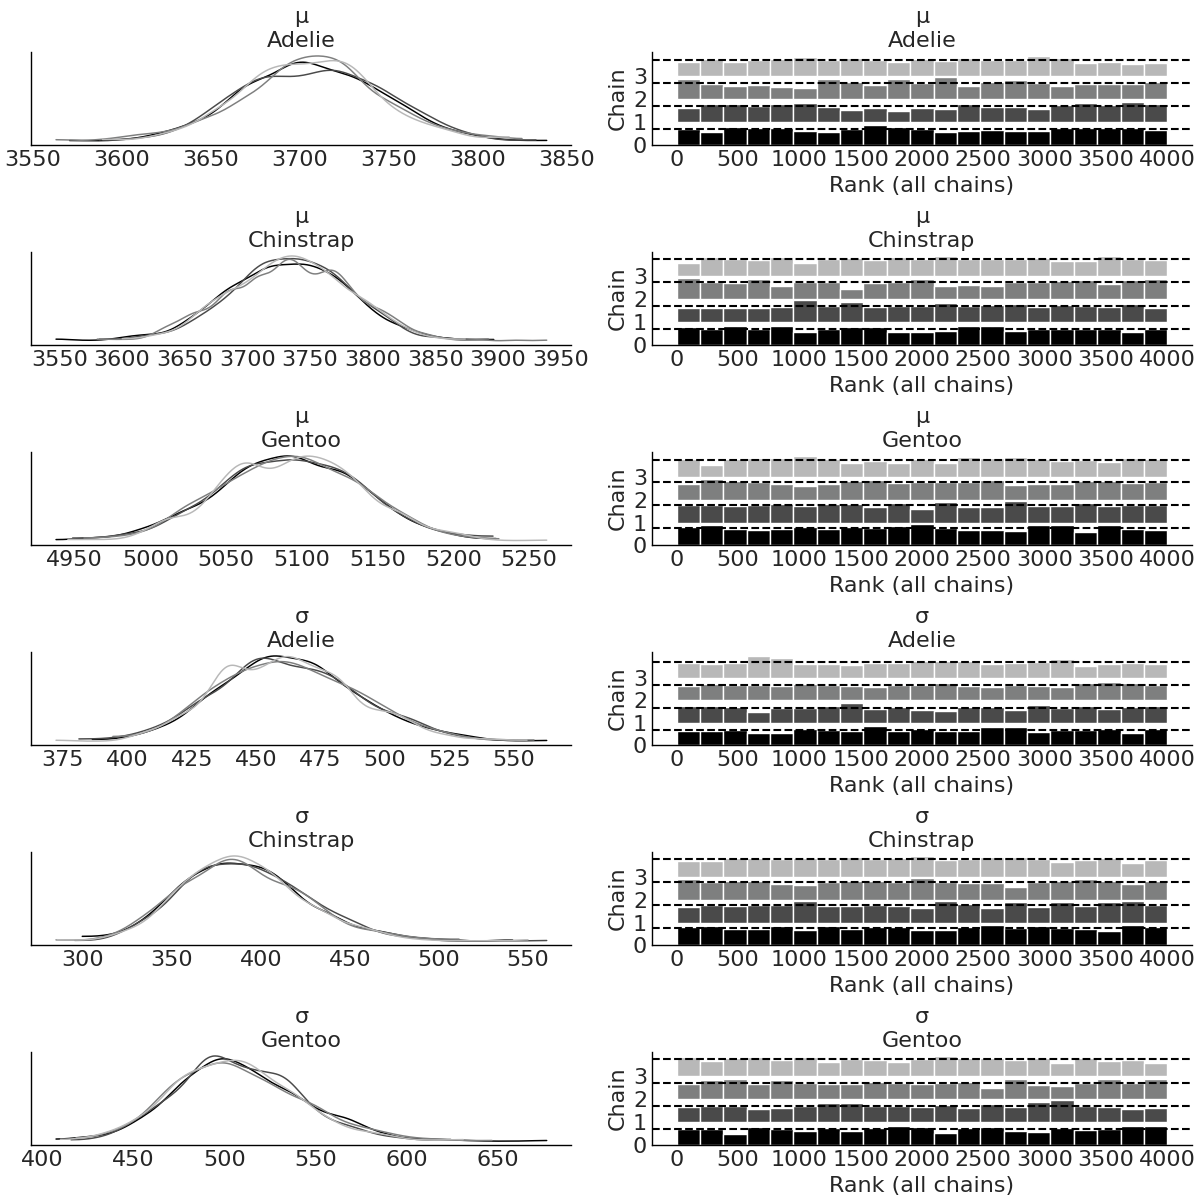 μ
Adelie
3550 3600 3650 3700 3750 3800 3850
μ
Adelie
Chain
3
2
1
0
0 500 1000 1500 2000 2500 3000 3500 4000
Rank (all chains)
μ
Chinstrap
3550 3600 3650 3700 3750 3800 3850 3900 3950
μ
Chinstrap
Chain
3
2
1
0
0 500 1000 1500 2000 2500 3000 3500 4000
Rank (all chains)
μ
Gentoo
4950 5000 5050 5100 5150 5200 5250
μ
Gentoo
Chain
3
2
1
0
0 500 1000 1500 2000 2500 3000 3500 4000
Rank (all chains)
σ
Adelie
375 400 425 450 475 500 525 550
σ
Adelie
Chain
3
2
1
0
0 500 1000 1500 2000 2500 3000 3500 4000
Rank (all chains)
σ
Chinstrap
300 350 400 450 500 550
σ
Chinstrap
Chain
3
2
1
0
0 500 1000 1500 2000 2500 3000 3500 4000
Rank (all chains)
σ
Gentoo
400 450 500 550 600 650
σ
Gentoo
Chain
3
2
1
0
0 500 1000 1500 2000 2500 3000 3500 4000
Rank (all chains)